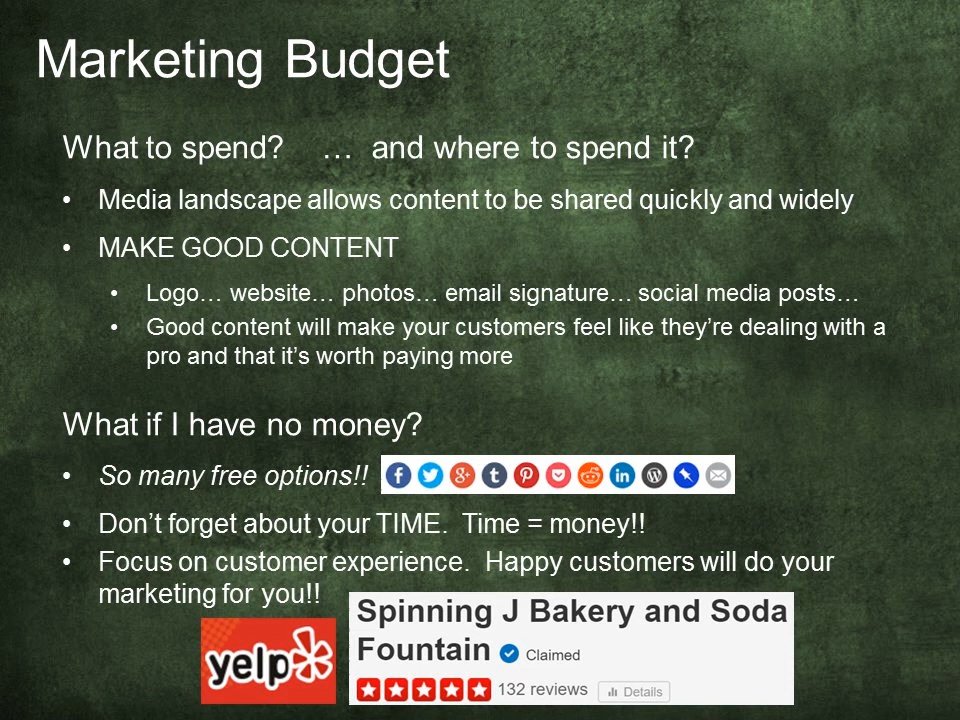 Marketing Budget
What to spend? … and where to spend it?
• Media landscape allows content to be shared quickly and widely
• MAKE GOOD CONTENT
• Logo… website… photos… email signature… social media posts…
• Good content will make your customers feel like they’re dealing with a
pro and that it’s worth paying more
What if I have no money?
• So many free options!!
• Don’t forget about your TIME. Time = money!!
• Focus on customer experience. Happy customers will do your
marketing for you!!
yelp
Spinning J Bakery and Soda
Fountain Claimed
132 reviews Details